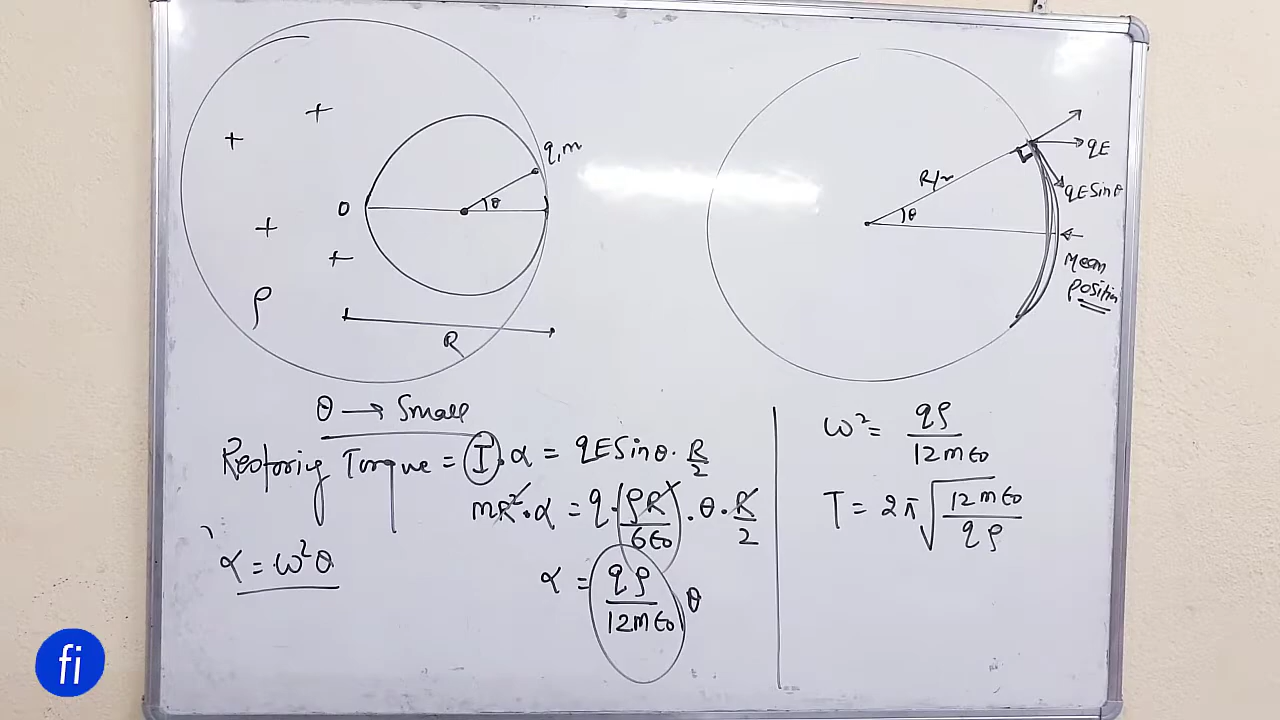 +
+
+
+
q,m
O
θ
ρ
R
R/2
θ
qE
qE Sinθ
Mean
position
θ → Small
Restoring Torque = I.α = qE Sinθ. R/2
mR².α = q.(ρR/6ε₀).θ.R/2
α = ω²θ
α = (qρ/12mε₀) θ
ω² = qρ/12mε₀
T = 2π√(12mε₀/qρ)
fi